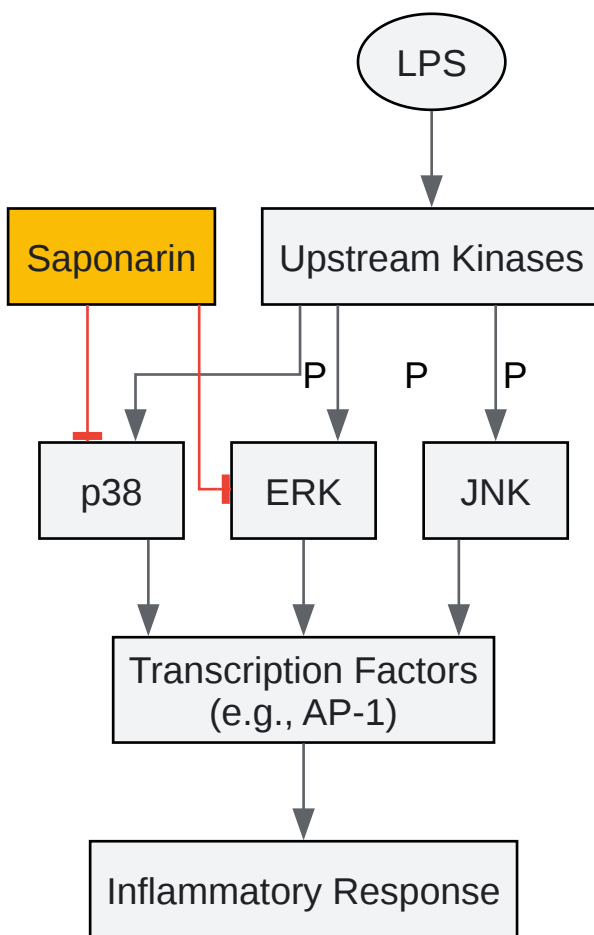 LPS
Saponarin
Upstream Kinases
P
P
P
p38
ERK
JNK
Transcription Factors
(e.g., AP-1)
Inflammatory Response